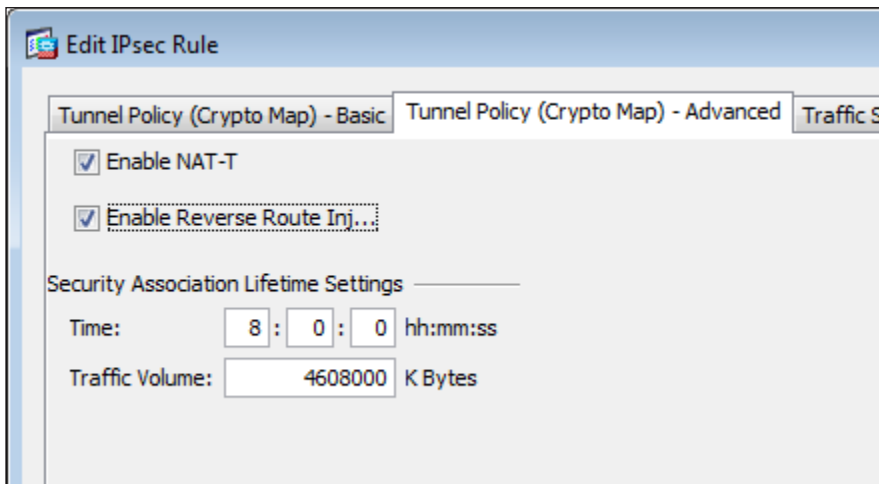 Edit IPsec Rule
Tunnel Policy (Crypto Map) - Basic Tunnel Policy (Crypto Map) - Advanced Traffic S
Enable NAT-T
Enable Reverse Route Inj...
Security Association Lifetime Settings
Time: 8 : 0 : 0 hh:mm:ss
Traffic Volume: 4608000 K Bytes